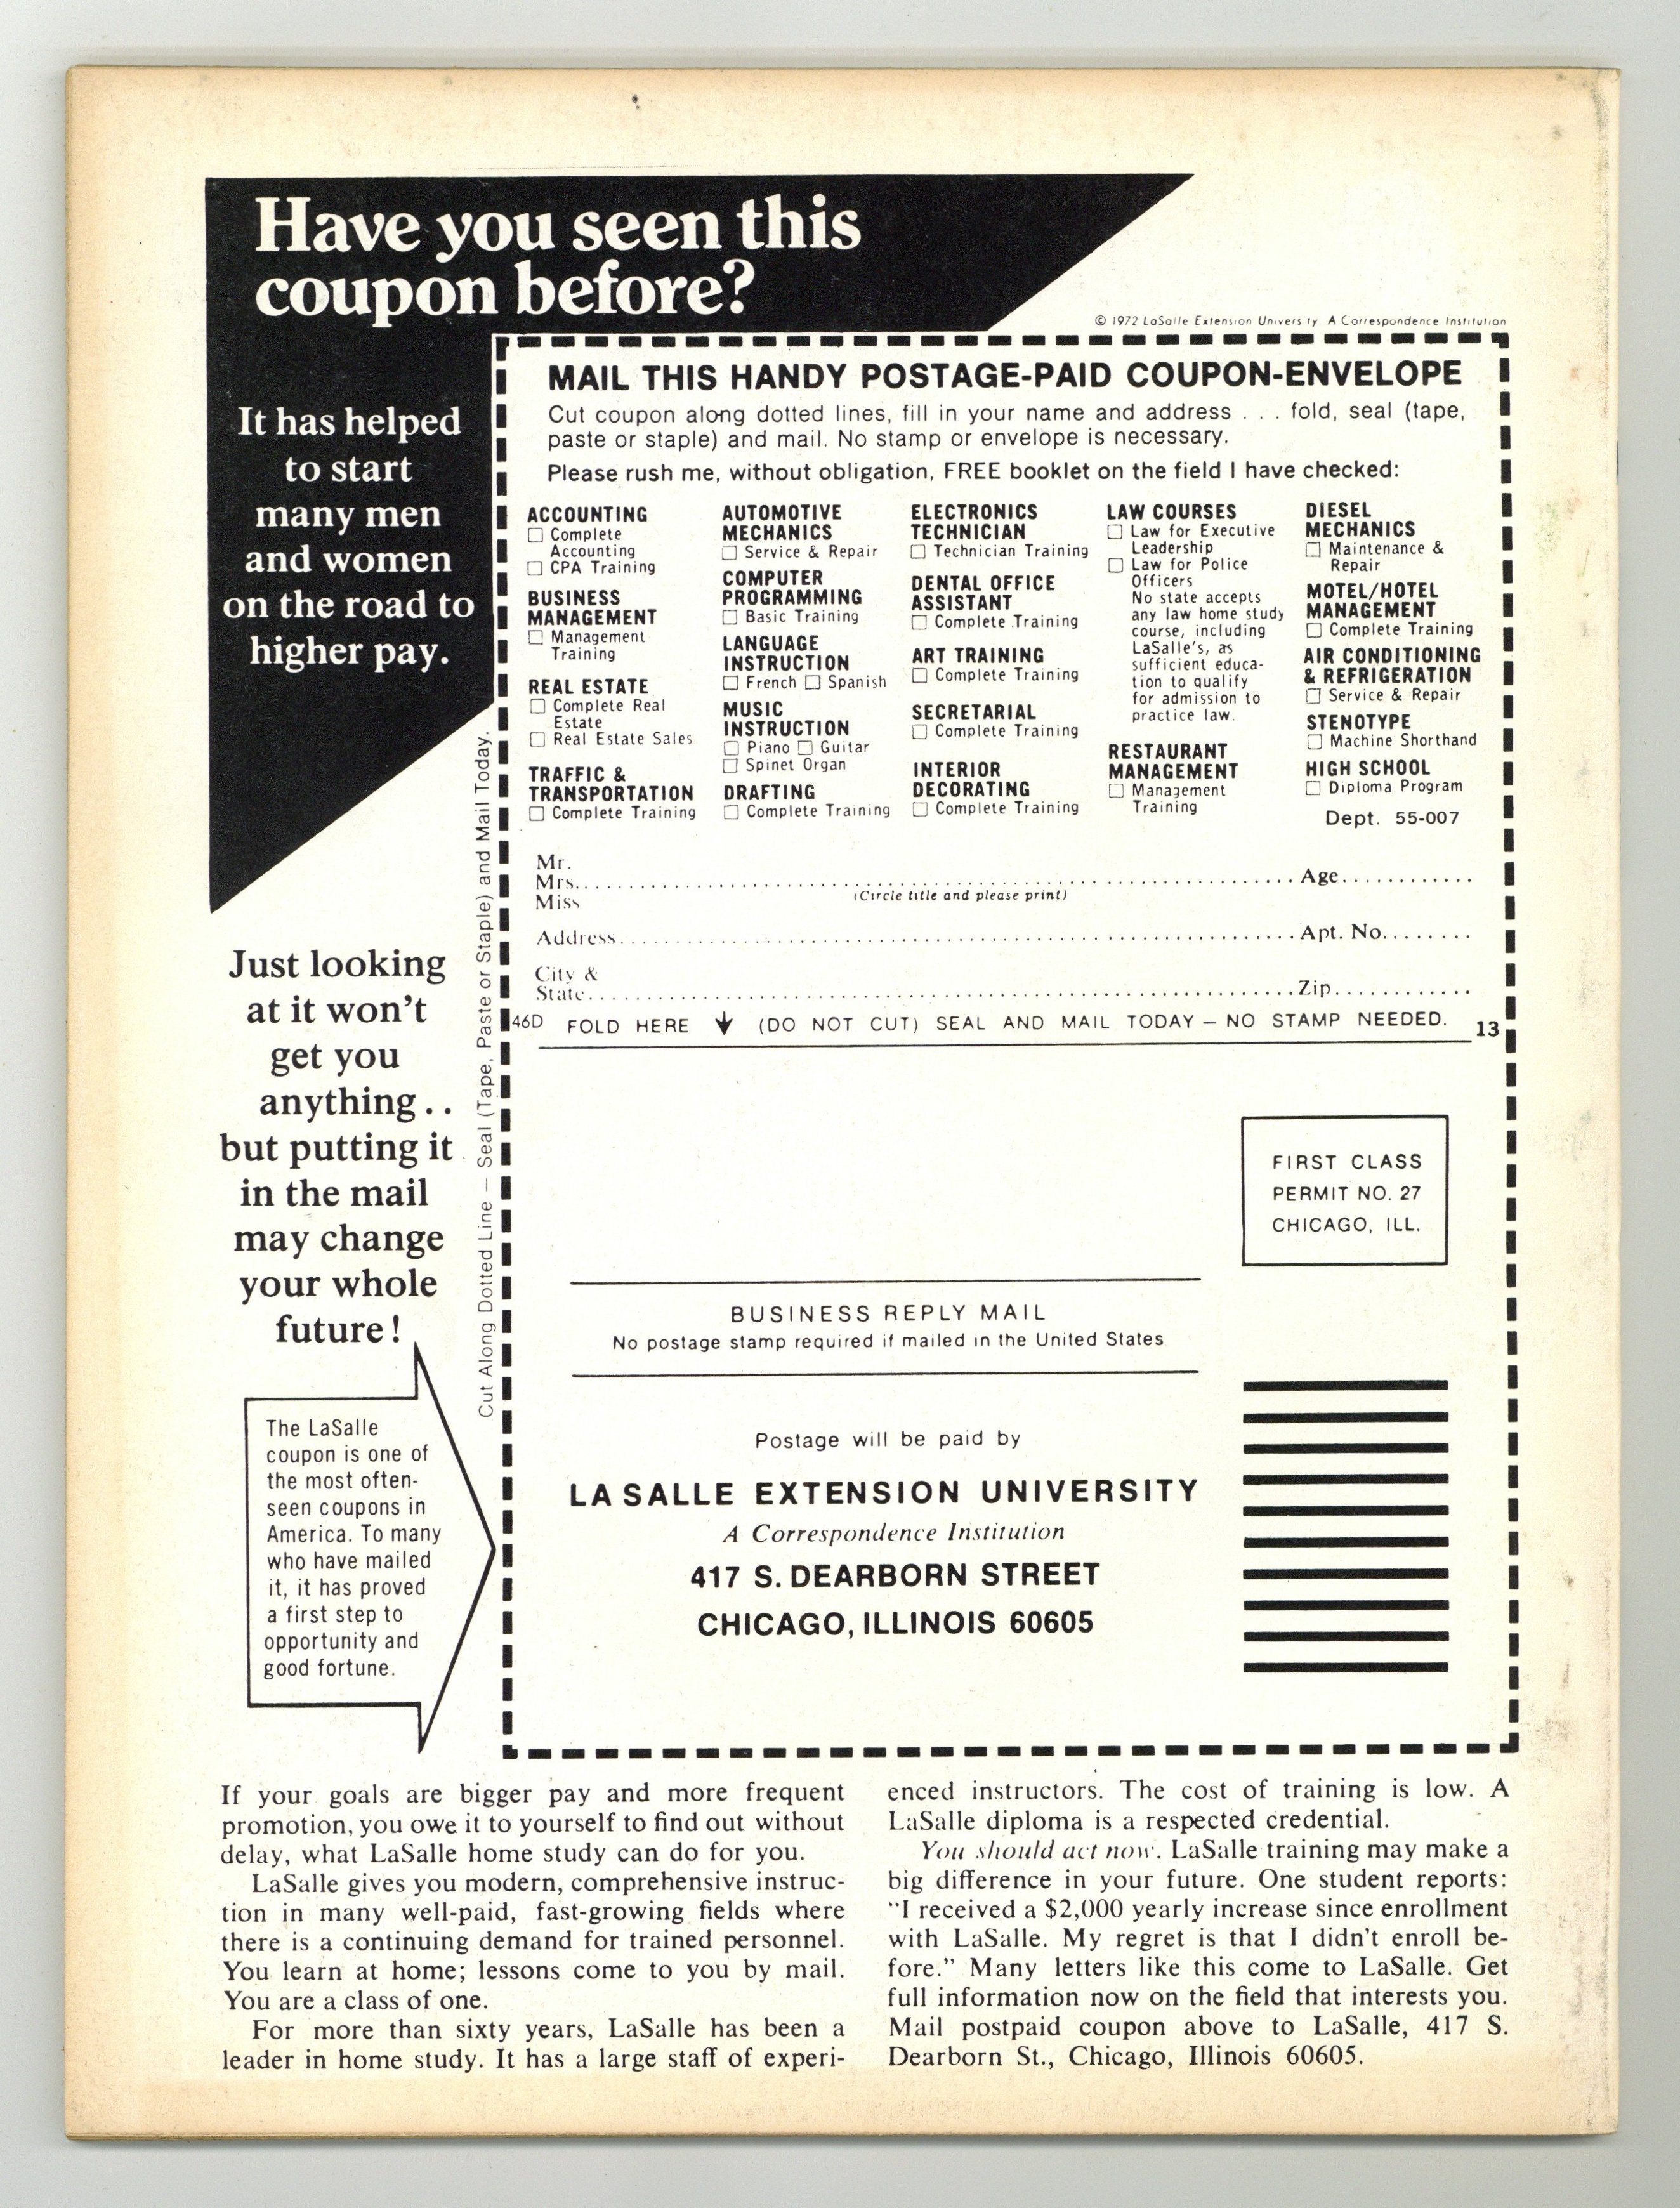 Have you seen this
coupon before?
© 1972 LaSalle Extension Univers ty A Correspondence Institution
It has helped
to start
many men
and women
on the road to
higher pay.
Just looking
at it won't
get you
anything . .
but putting it
in the mail
may change
your whole
future!
The LaSalle
coupon is one of
the most often-
seen coupons in
America. To many
who have mailed
it, it has proved
a first step to
opportunity and
good fortune.
Cut Along Dotted Line — Seal (Tape, Paste or Staple) and Mail Today.
MAIL THIS HANDY POSTAGE-PAID COUPON-ENVELOPE
Cut coupon along dotted lines, fill in your name and address . . . fold, seal (tape,
paste or staple) and mail. No stamp or envelope is necessary.
Please rush me, without obligation, FREE booklet on the field I have checked:
ACCOUNTING
☐ Complete
Accounting
☐ CPA Training
BUSINESS
MANAGEMENT
☐ Management
Training
REAL ESTATE
☐ Complete Real
Estate
☐ Real Estate Sales
TRAFFIC &
TRANSPORTATION
☐ Complete Training
AUTOMOTIVE
MECHANICS
☐ Service & Repair
COMPUTER
PROGRAMMING
☐ Basic Training
LANGUAGE
INSTRUCTION
☐ French ☐ Spanish
MUSIC
INSTRUCTION
☐ Piano ☐ Guitar
☐ Spinet Organ
DRAFTING
☐ Complete Training
ELECTRONICS
TECHNICIAN
☐ Technician Training
DENTAL OFFICE
ASSISTANT
☐ Complete Training
ART TRAINING
☐ Complete Training
SECRETARIAL
☐ Complete Training
INTERIOR
DECORATING
☐ Complete Training
LAW COURSES
☐ Law for Executive
Leadership
☐ Law for Police
Officers
No state accepts
any law home study
course, including
LaSalle's, as
sufficient educa-
tion to qualify
for admission to
practice law.
RESTAURANT
MANAGEMENT
☐ Management
Training
DIESEL
MECHANICS
☐ Maintenance &
Repair
MOTEL/HOTEL
MANAGEMENT
☐ Complete Training
AIR CONDITIONING
& REFRIGERATION
☐ Service & Repair
STENOTYPE
☐ Machine Shorthand
HIGH SCHOOL
☐ Diploma Program
Dept. 55-007
Mr.
Mrs. Age
Miss
(Circle title and please print)
Address Apt. No.
City &
State Zip
46D FOLD HERE ↓ (DO NOT CUT) SEAL AND MAIL TODAY — NO STAMP NEEDED. 13
FIRST CLASS
PERMIT NO. 27
CHICAGO, ILL.
BUSINESS REPLY MAIL
No postage stamp required if mailed in the United States
Postage will be paid by
LA SALLE EXTENSION UNIVERSITY
A Correspondence Institution
417 S. DEARBORN STREET
CHICAGO, ILLINOIS 60605
If your goals are bigger pay and more frequent
promotion, you owe it to yourself to find out without
delay, what LaSalle home study can do for you.
LaSalle gives you modern, comprehensive instruc-
tion in many well-paid, fast-growing fields where
there is a continuing demand for trained personnel.
You learn at home; lessons come to you by mail.
You are a class of one.
For more than sixty years, LaSalle has been a
leader in home study. It has a large staff of experi-
enced instructors. The cost of training is low. A
LaSalle diploma is a respected credential.
You should act now. LaSalle training may make a
big difference in your future. One student reports:
"I received a $2,000 yearly increase since enrollment
with LaSalle. My regret is that I didn't enroll be-
fore." Many letters like this come to LaSalle. Get
full information now on the field that interests you.
Mail postpaid coupon above to LaSalle, 417 S.
Dearborn St., Chicago, Illinois 60605.